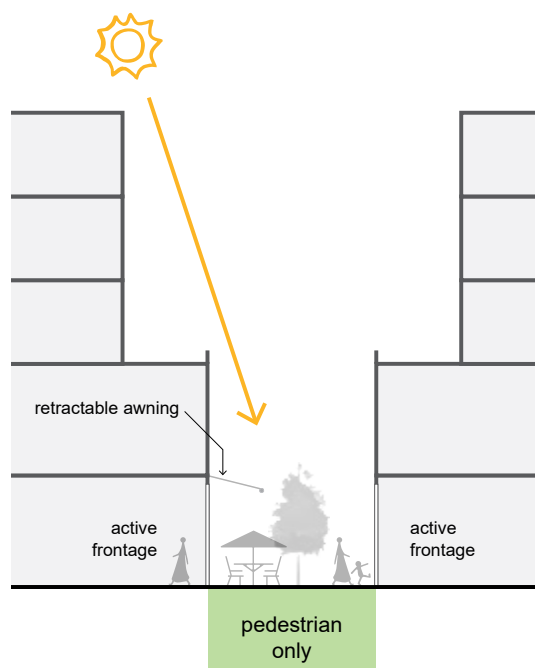 retractable awning
active
frontage
active
frontage
pedestrian
only